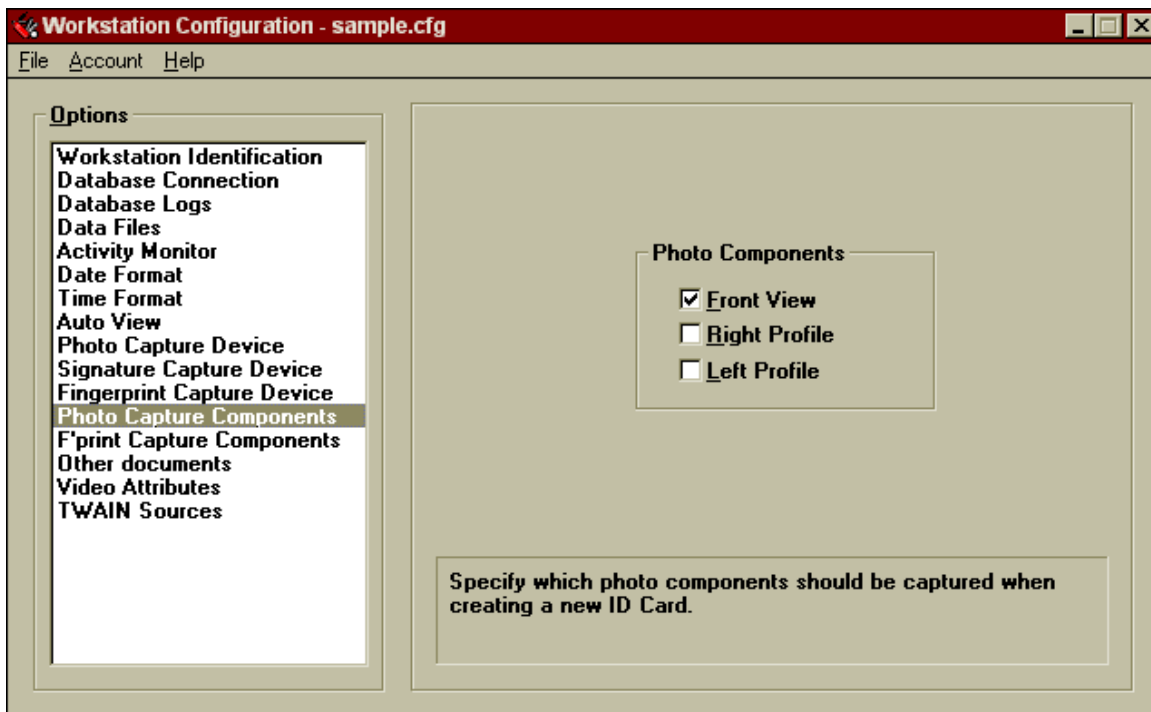 Workstation Configuration - sample.cfg
File Account Help
Options
Workstation Identification
Database Connection
Database Logs
Data Files
Activity Monitor
Date Format
Time Format
Auto View
Photo Capture Device
Signature Capture Device
Fingerprint Capture Device
Photo Capture Components
F'print Capture Components
Other documents
Video Attributes
TWAIN Sources
Photo Components
Front View
Right Profile
Left Profile
Specify which photo components should be captured when
creating a new ID Card.